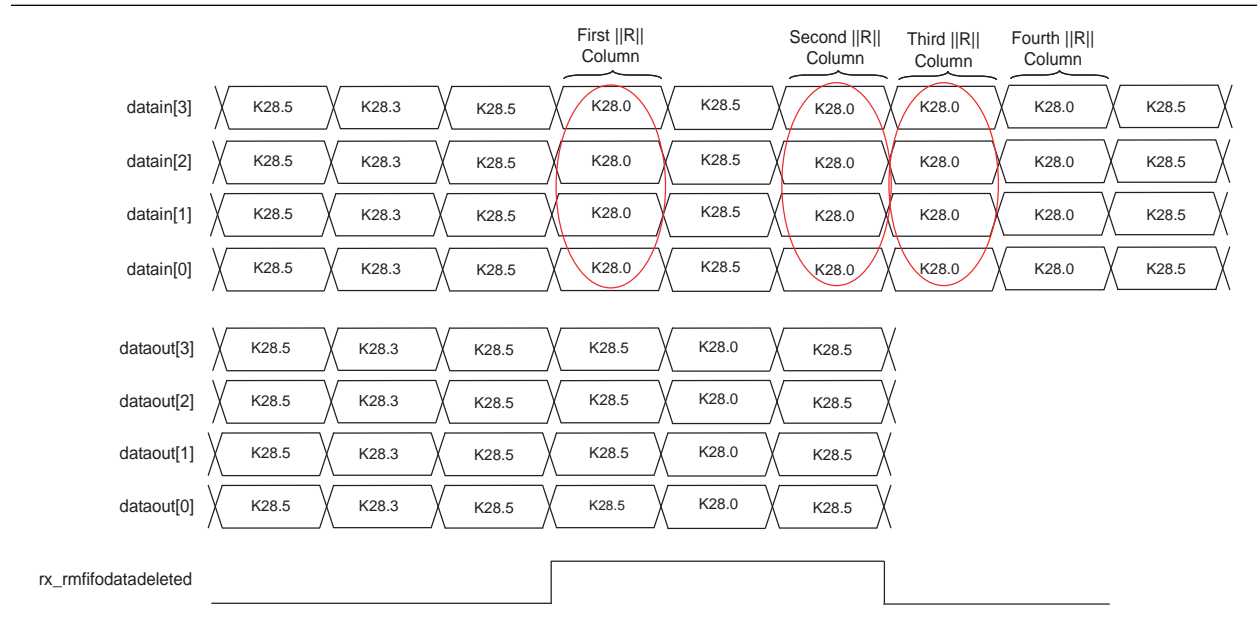 First ||R||
Column
Second ||R||
Column
Third ||R||
Column
Fourth ||R||
Column
datain[3] K28.5 K28.3 K28.5 K28.0 K28.5 K28.0 K28.0 K28.0 K28.5
datain[2] K28.5 K28.3 K28.5 K28.0 K28.5 K28.0 K28.0 K28.0 K28.5
datain[1] K28.5 K28.3 K28.5 K28.0 K28.5 K28.0 K28.0 K28.0 K28.5
datain[0] K28.5 K28.3 K28.5 K28.0 K28.5 K28.0 K28.0 K28.0 K28.5
dataout[3] K28.5 K28.3 K28.5 K28.5 K28.0 K28.5
dataout[2] K28.5 K28.3 K28.5 K28.5 K28.0 K28.5
dataout[1] K28.5 K28.3 K28.5 K28.5 K28.0 K28.5
dataout[0] K28.5 K28.3 K28.5 K28.5 K28.0 K28.5
rx_rmfifodatadeleted